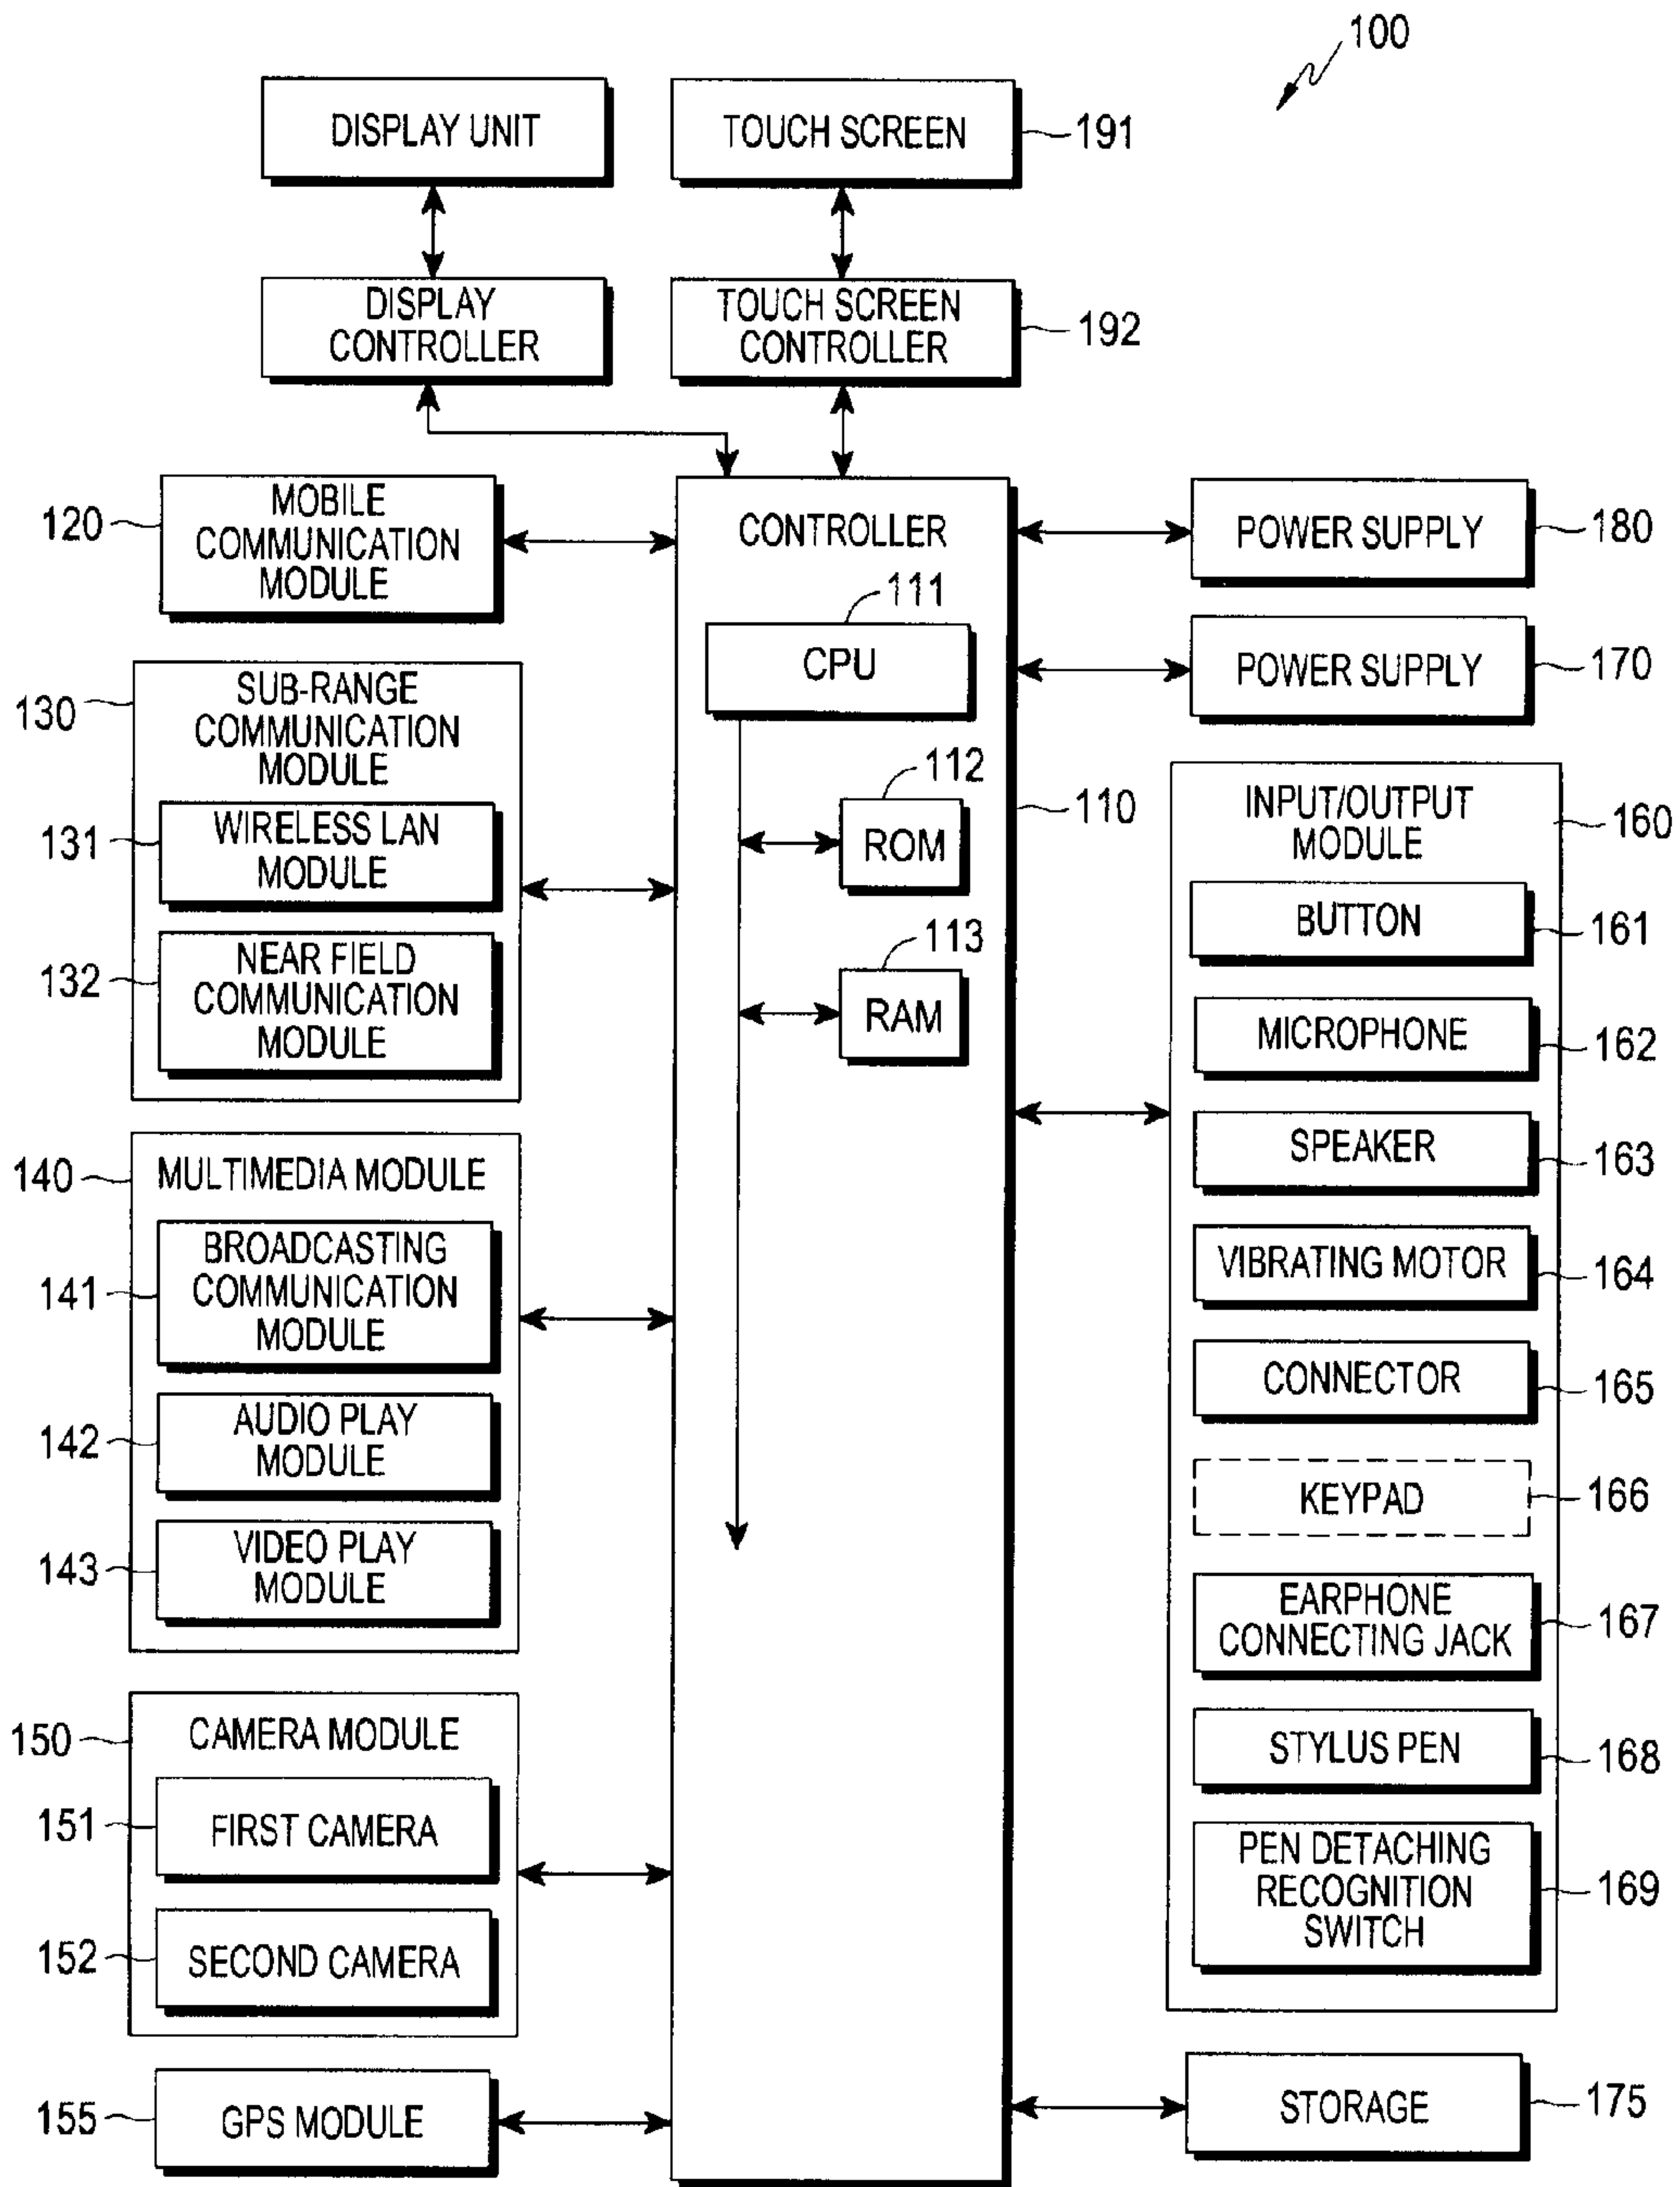 100
DISPLAY UNIT
TOUCH SCREEN
191
DISPLAY
CONTROLLER
TOUCH SCREEN
CONTROLLER
192
120
MOBILE
COMMUNICATION
MODULE
130
SUB-RANGE
COMMUNICATION
MODULE
131
WIRELESS LAN
MODULE
132
NEAR FIELD
COMMUNICATION
MODULE
140
MULTIMEDIA MODULE
141
BROADCASTING
COMMUNICATION
MODULE
142
AUDIO PLAY
MODULE
143
VIDEO PLAY
MODULE
150
CAMERA MODULE
151
FIRST CAMERA
152
SECOND CAMERA
155
GPS MODULE
CONTROLLER
111
CPU
112
ROM
113
RAM
110
POWER SUPPLY
180
POWER SUPPLY
170
INPUT/OUTPUT
MODULE
160
BUTTON
161
MICROPHONE
162
SPEAKER
163
VIBRATING MOTOR
164
CONNECTOR
165
KEYPAD
166
EARPHONE
CONNECTING JACK
167
STYLUS PEN
168
PEN DETACHING
RECOGNITION
SWITCH
169
STORAGE
175